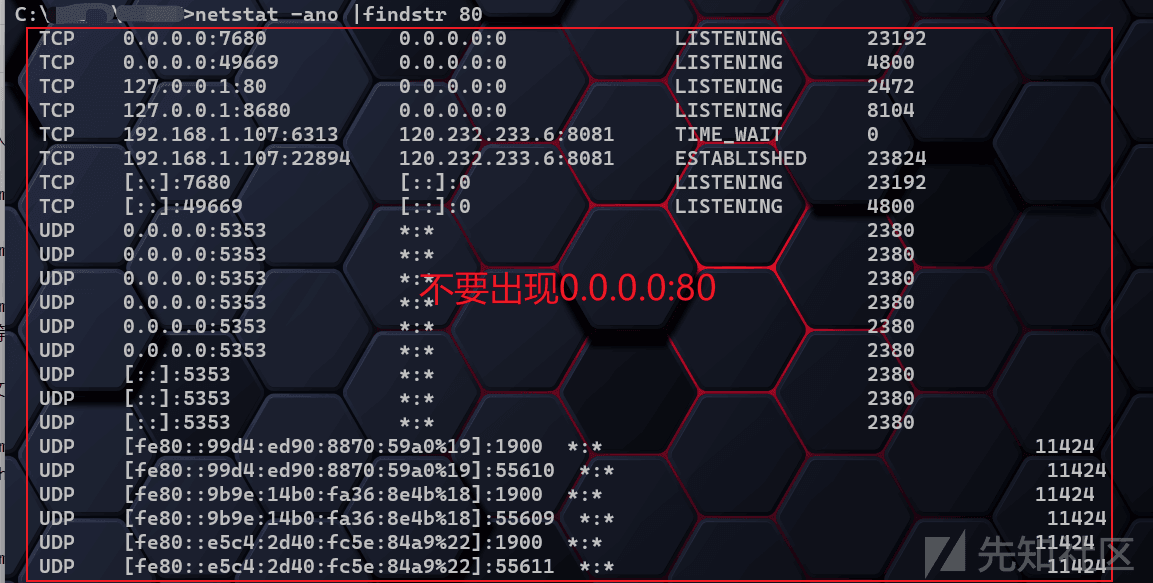 C:\ \ >netstat -ano |findstr 80
TCP 0.0.0.0:7680 0.0.0.0:0 LISTENING 23192
TCP 0.0.0.0:49669 0.0.0.0:0 LISTENING 4800
TCP 127.0.0.1:80 0.0.0.0:0 LISTENING 2472
TCP 127.0.0.1:8680 0.0.0.0:0 LISTENING 8104
TCP 192.168.1.107:6313 120.232.233.6:8081 TIME_WAIT 0
TCP 192.168.1.107:22894 120.232.233.6:8081 ESTABLISHED 23824
TCP [::]:7680 [::]:0 LISTENING 23192
TCP [::]:49669 [::]:0 LISTENING 4800
UDP 0.0.0.0:5353 *:* 2380
UDP 0.0.0.0:5353 *:* 2380
UDP 0.0.0.0:5353 *:* 2380
不要出现0.0.0.0:80
UDP 0.0.0.0:5353 *:* 2380
UDP 0.0.0.0:5353 *:* 2380
UDP 0.0.0.0:5353 *:* 2380
UDP [::]:5353 *:* 2380
UDP [::]:5353 *:* 2380
UDP [::]:5353 *:* 2380
UDP [fe80::99d4:ed90:8870:59a0%19]:1900 *:* 11424
UDP [fe80::99d4:ed90:8870:59a0%19]:55610 *:* 11424
UDP [fe80::9b9e:14b0:fa36:8e4b%18]:1900 *:* 11424
UDP [fe80::9b9e:14b0:fa36:8e4b%18]:55609 *:* 11424
UDP [fe80::e5c4:2d40:fc5e:84a9%22]:1900 *:* 11424
UDP [fe80::e5c4:2d40:fc5e:84a9%22]:55611 *:* 11424
先知社区